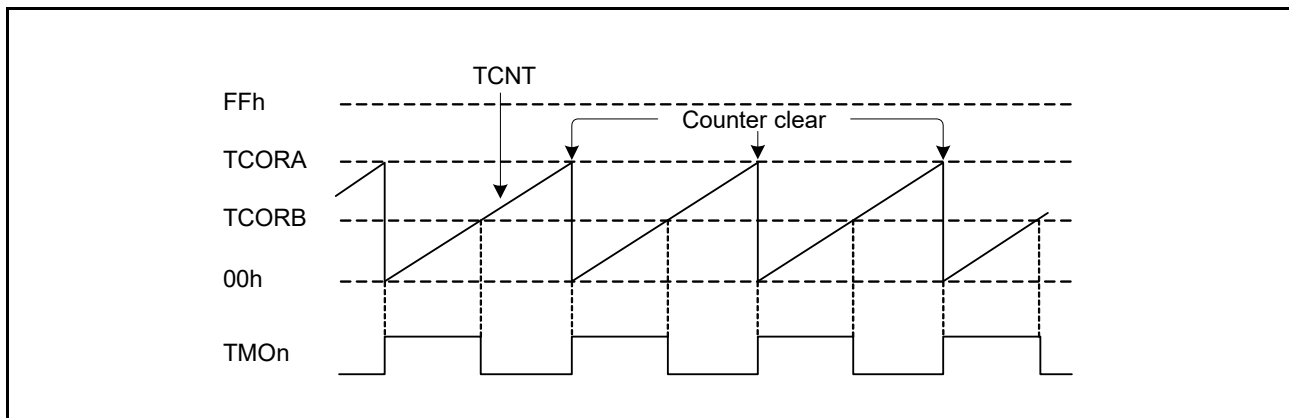 TCNT
FFh
Counter clear
TCORA
TCORB
00h
TMOn